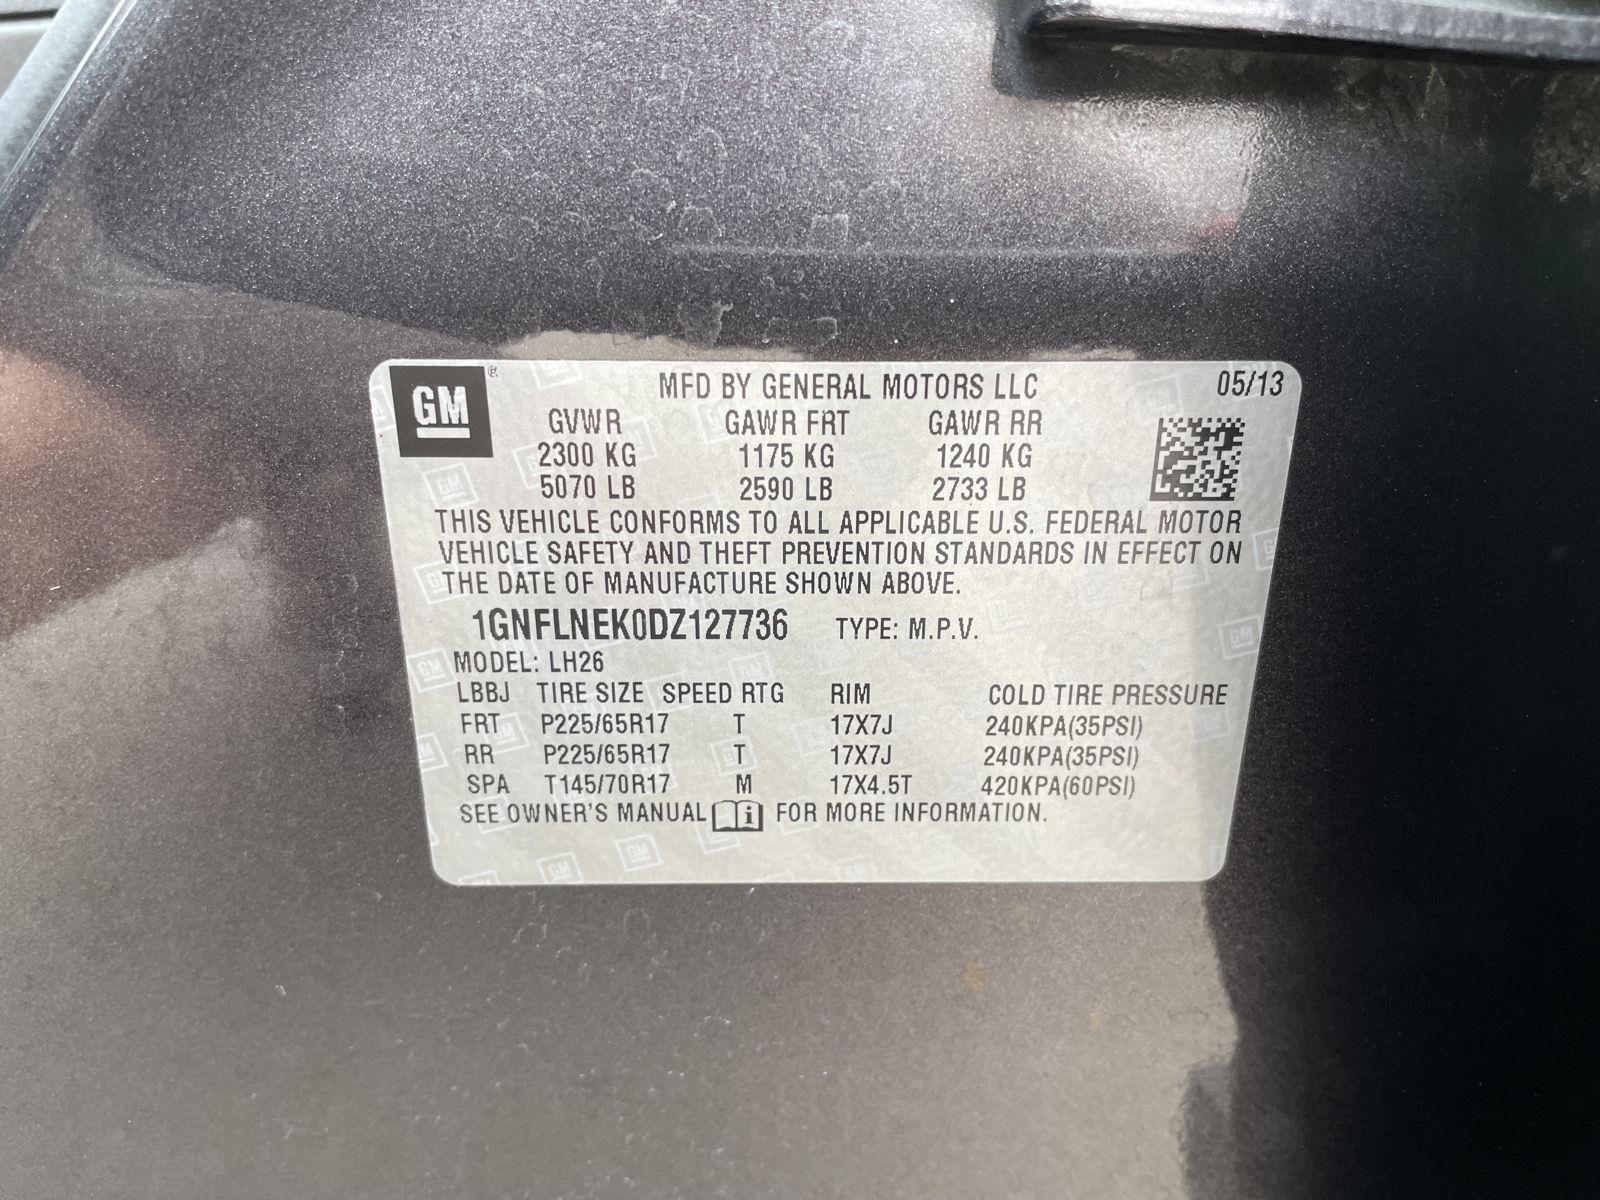 GM ® MFD BY GENERAL MOTORS LLC 05/13
GVWR GAWR FRT GAWR RR
2300 KG 1175 KG 1240 KG
5070 LB 2590 LB 2733 LB
THIS VEHICLE CONFORMS TO ALL APPLICABLE U.S. FEDERAL MOTOR
VEHICLE SAFETY AND THEFT PREVENTION STANDARDS IN EFFECT ON
THE DATE OF MANUFACTURE SHOWN ABOVE.
1GNFLNEK0DZ127736 TYPE: M.P.V.
MODEL: LH26
LBBJ TIRE SIZE SPEED RTG RIM COLD TIRE PRESSURE
FRT P225/65R17 T 17X7J 240KPA(35PSI)
RR P225/65R17 T 17X7J 240KPA(35PSI)
SPA T145/70R17 M 17X4.5T 420KPA(60PSI)
SEE OWNER'S MANUAL i FOR MORE INFORMATION.